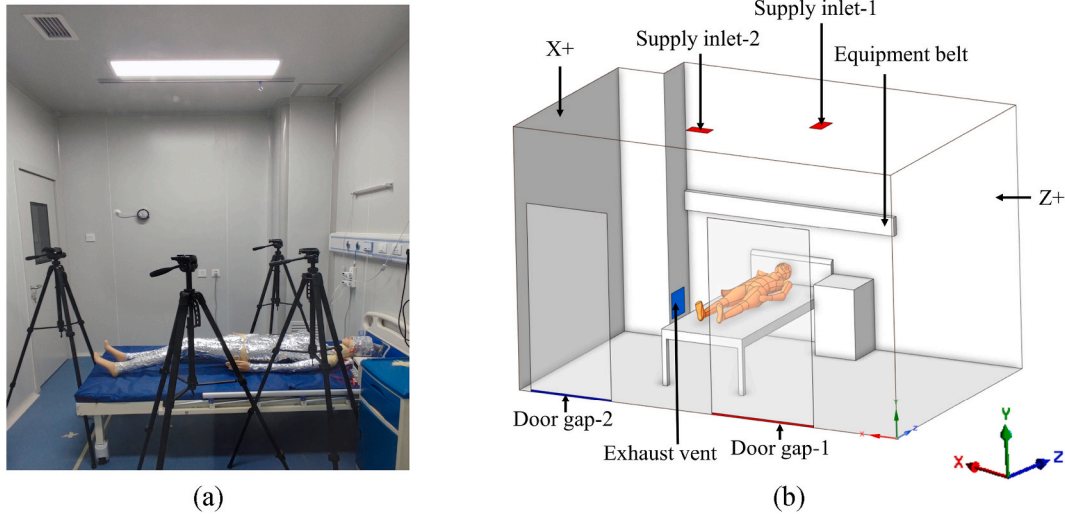 Supply inlet-1
Supply inlet-2
X+
Equipment belt
Z+
Door gap-2
Exhaust vent
Door gap-1
Y
X
Z
Y
X
Z
(a)
(b)